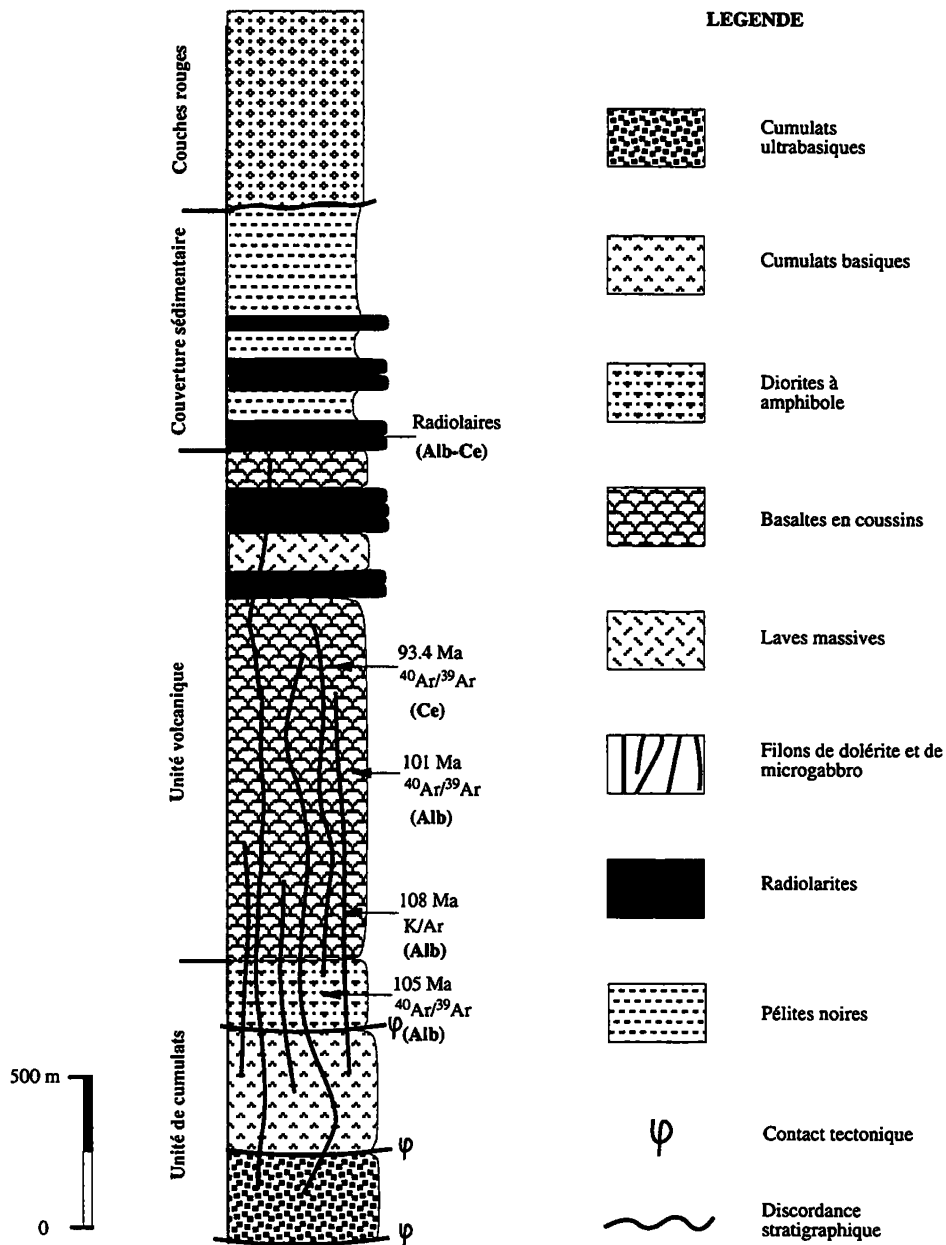 LEGENDE
Couches rouges
Couverture sédimentaire
Unité volcanique
Unité de cumulats
Radiolaires
(Alb-Ce)
93.4 Ma
40Ar/39Ar
(Ce)
101 Ma
40Ar/39Ar
(Alb)
108 Ma
K/Ar
(Alb)
105 Ma
40Ar/39Ar
φ (Alb)
φ
φ
500 m
0
Cumulats
ultrabasiques
Cumulats basiques
Diorites à
amphibole
Basaltes en coussins
Laves massives
Filons de dolérite et de
microgabbro
Radiolarites
Pélites noires
φ Contact tectonique
Discordance
stratigraphique